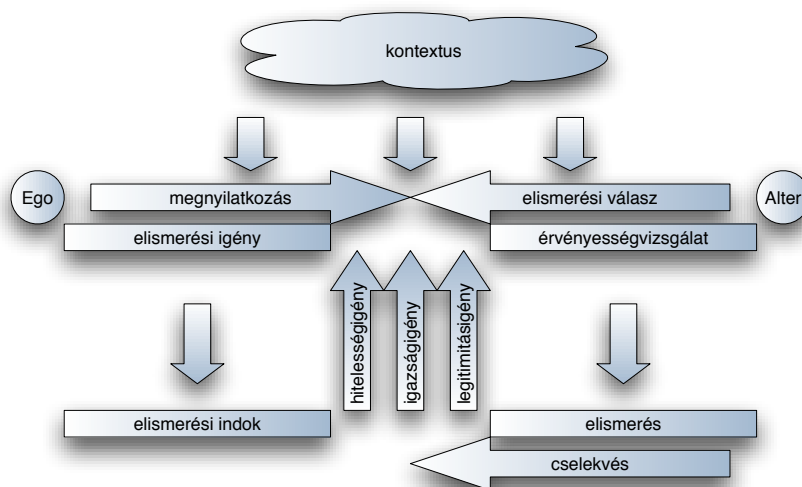 kontextus
Ego
megnyilatkozás
elismerési válasz
Alter
elismerési igény
érvényességvizsgálat
hitelességigény
igazságigény
legitimitásigény
elismerési indok
elismerés
cselekvés